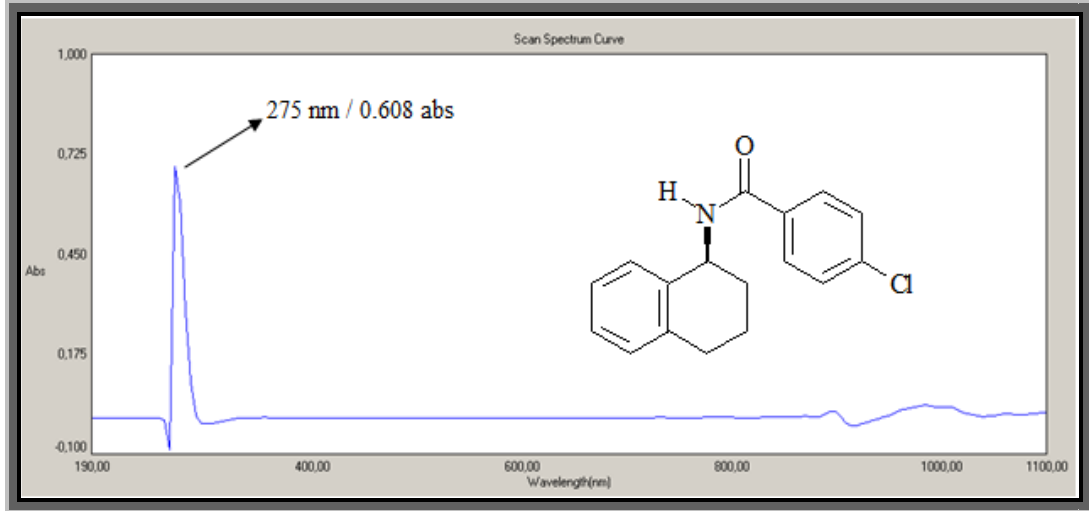 Scan Spectrum Curve
1,000
275 nm / 0.608 abs
0,725
O
H
N
0,450
Abs
Cl
0,175
-0,100
190,00 400,00 600,00 800,00 1000,00 1100,00
Wavelength(nm)